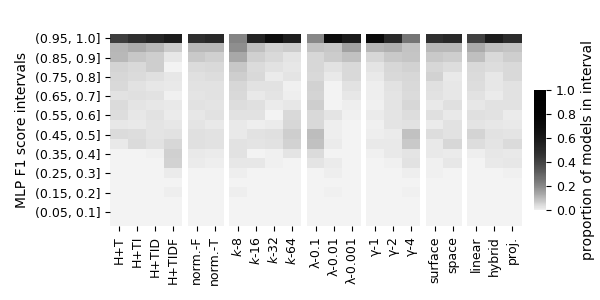 MLP F1 score intervals
(0.95, 1.0]
(0.85, 0.9]
(0.75, 0.8]
(0.65, 0.7]
(0.55, 0.6]
(0.45, 0.5]
(0.35, 0.4]
(0.25, 0.3]
(0.15, 0.2]
(0.05, 0.1]
H+T
H+TI
H+TID
H+TIDF
norm.-F
norm.-T
k-8
k-16
k-32
k-64
λ-0.1
λ-0.01
λ-0.001
γ-1
γ-2
γ-4
surface
space
linear
hybrid
proj.
1.0
0.8
0.6
0.4
0.2
0.0
proportion of models in interval